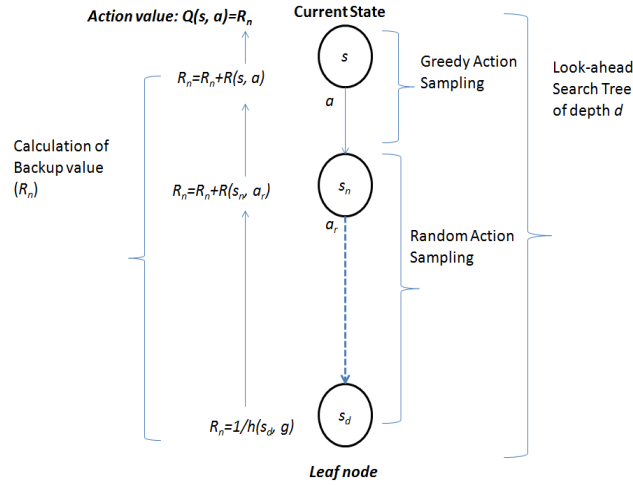 Action value: Q(s, a)=Rn
Current State
s
Rn=Rn+R(s, a)
a
Greedy Action
Sampling
Look-ahead
Search Tree
of depth d
Calculation of
Backup value
(Rn)
Rn=Rn+R(sn, ar)
sn
ar
Random Action
Sampling
Rn=1/h(sd, g)
sd
Leaf node